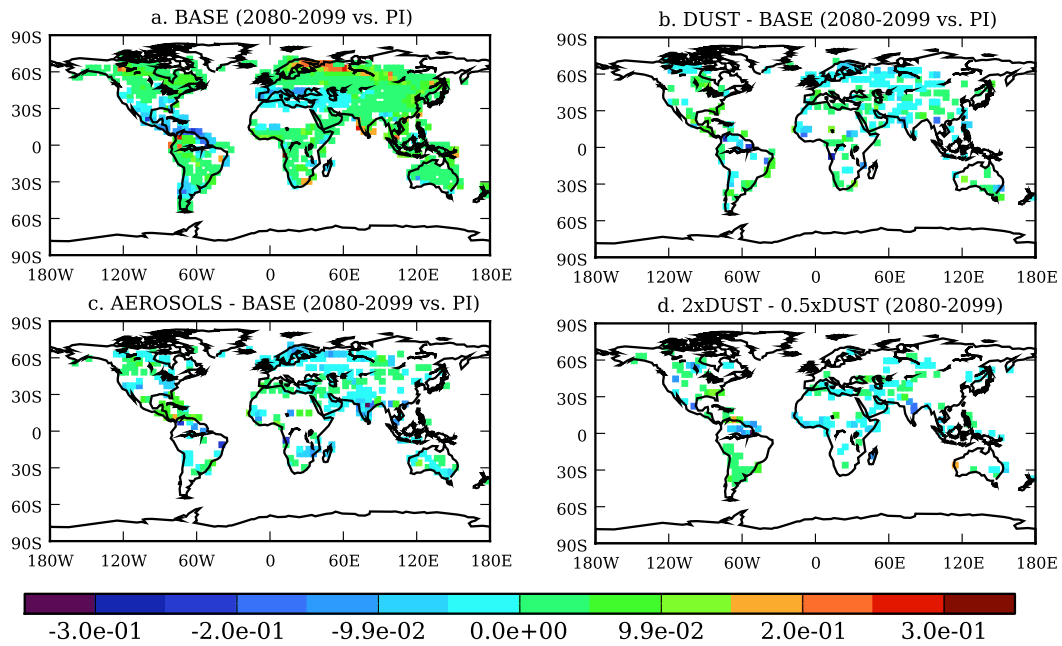 a. BASE (2080-2099 vs. PI)
90S
60S
30S
0
30S
60S
90S
180W 120W 60W 0 60E 120E 180E
b. DUST - BASE (2080-2099 vs. PI)
90S
60S
30S
0
30S
60S
90S
180W 120W 60W 0 60E 120E 180E
c. AEROSOLS - BASE (2080-2099 vs. PI)
90S
60S
30S
0
30S
60S
90S
180W 120W 60W 0 60E 120E 180E
d. 2xDUST - 0.5xDUST (2080-2099)
90S
60S
30S
0
30S
60S
90S
180W 120W 60W 0 60E 120E 180E
-3.0e-01 -2.0e-01 -9.9e-02 0.0e+00 9.9e-02 2.0e-01 3.0e-01